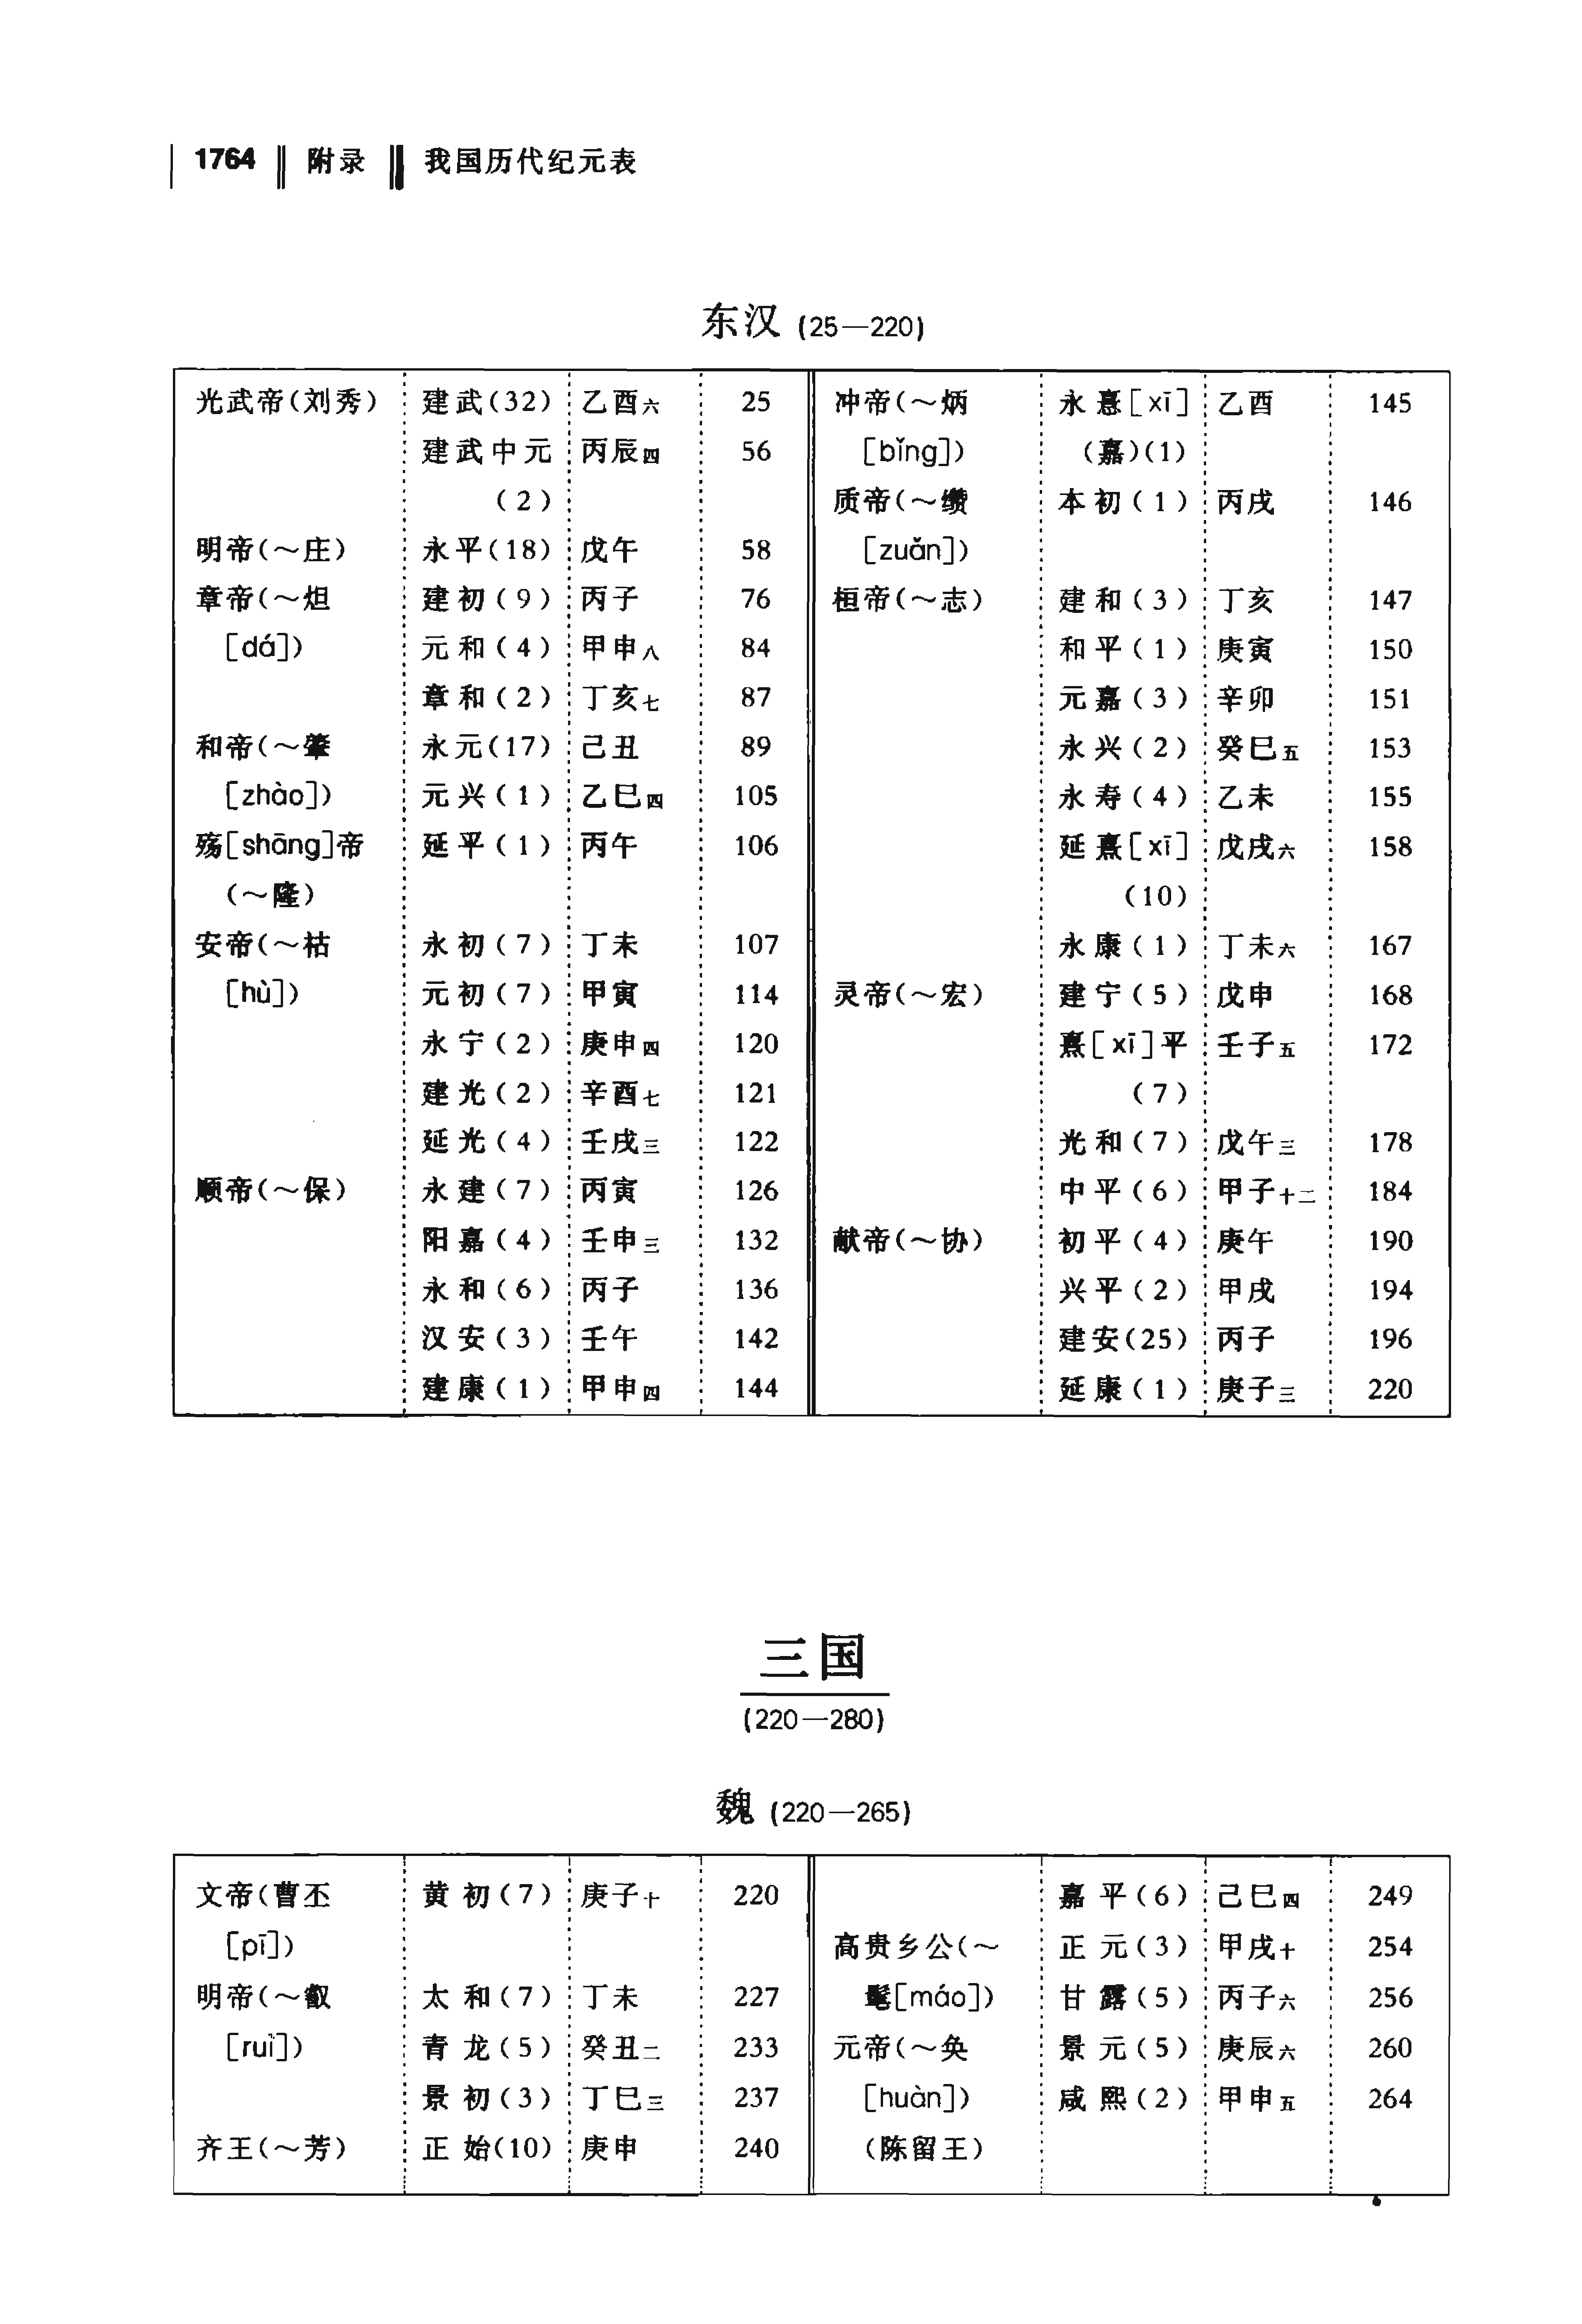 1764 附录 我国历代纪元表
东汉 (25—220)
光武帝(刘秀) 建武(32) 乙酉六 25
建武中元 丙辰四 56
(2)
明帝(～庄) 永平(18) 戊午 58
章帝(～炟 建初(9) 丙子 76
[dá]) 元和(4) 甲申八 84
章和(2) 丁亥七 87
和帝(～肇 永元(17) 己丑 89
[zhào]) 元兴(1) 乙巳四 105
殇[shāng]帝 延平(1) 丙午 106
(～隆)
安帝(～祜 永初(7) 丁未 107
[hù]) 元初(7) 甲寅 114
永宁(2) 庚申四 120
建光(2) 辛酉七 121
延光(4) 壬戌三 122
顺帝(～保) 永建(7) 丙寅 126
阳嘉(4) 壬申三 132
永和(6) 丙子 136
汉安(3) 壬午 142
建康(1) 甲申四 144
冲帝(～炳 永憙[xī] 乙酉 145
[bǐng]) (嘉)(1)
质帝(～缵 本初(1) 丙戌 146
[zuǎn])
桓帝(～志) 建和(3) 丁亥 147
和平(1) 庚寅 150
元嘉(3) 辛卯 151
永兴(2) 癸巳五 153
永寿(4) 乙未 155
延熹[xī] 戊戌六 158
(10)
永康(1) 丁未六 167
灵帝(～宏) 建宁(5) 戊申 168
熹[xī]平 壬子五 172
(7)
光和(7) 戊午三 178
中平(6) 甲子十二 184
献帝(～协) 初平(4) 庚午 190
兴平(2) 甲戌 194
建安(25) 丙子 196
延康(1) 庚子三 220
三国
(220—280)
魏 (220—265)
文帝(曹丕 黄初(7) 庚子十 220
[pī])
明帝(～叡 太和(7) 丁未 227
[ruì]) 青龙(5) 癸丑二 233
景初(3) 丁巳三 237
齐王(～芳) 正始(10) 庚申 240
嘉平(6) 己巳四 249
高贵乡公(～ 正元(3) 甲戌十 254
髦[máo]) 甘露(5) 丙子六 256
元帝(～奂 景元(5) 庚辰六 260
[huàn]) 咸熙(2) 甲申五 264
(陈留王)